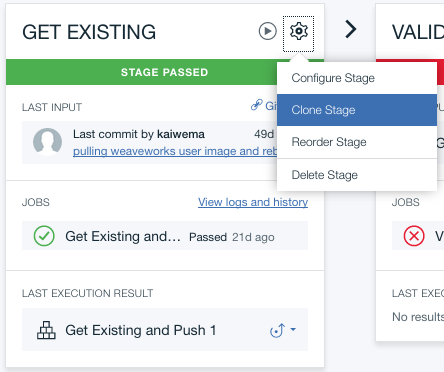 GET EXISTING
VALID
STAGE PASSED
Configure Stage
Clone Stage
Reorder Stage
Delete Stage
LAST INPUT
Gi
Last commit by kaiwema 49d
pulling weaveworks user image and reb
JOBS
View logs and history
Get Existing and... Passed 21d ago
LAST EXECUTION RESULT
Get Existing and Push 1
JOBS
V
LAST EXEC
No results